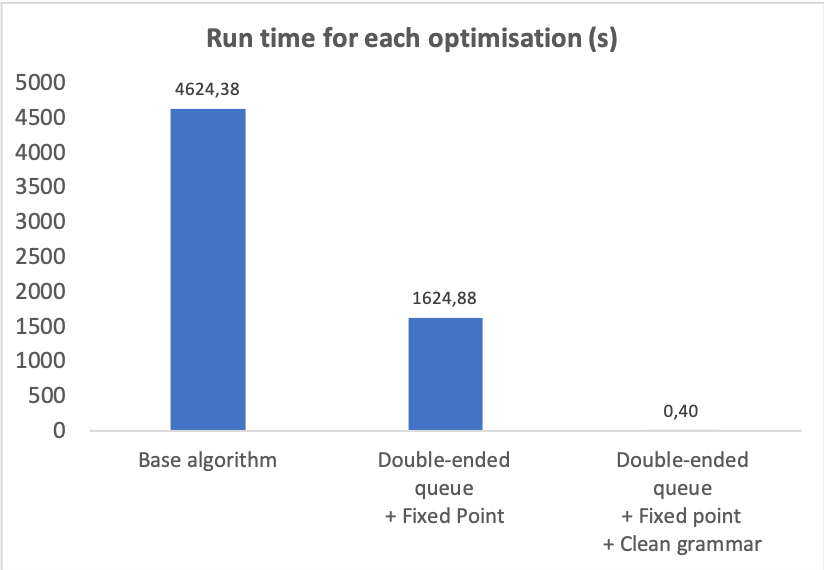 Run time for each optimisation (s)
5000
4500
4000
3500
3000
2500
2000
1500
1000
500
0
4624,38
1624,88
0,40
Base algorithm
Double-ended
queue
+ Fixed Point
Double-ended
queue
+ Fixed point
+ Clean grammar